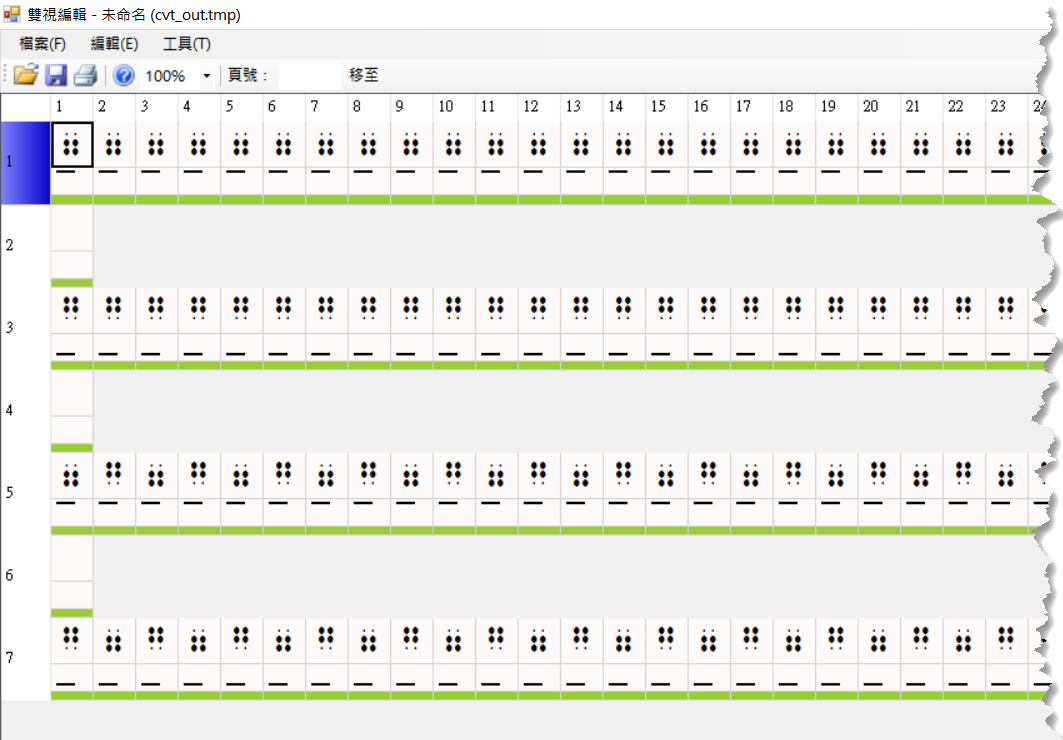 雙視編輯 - 未命名 (cvt_out.tmp)
檔案(F) 編輯(E) 工具(T)
100% 頁號： 移至
1 2 3 4 5 6 7 8 9 10 11 12 13 14 15 16 17 18 19 20 21 22 23 24
1 ⠶ ⠶ ⠶ ⠶ ⠶ ⠶ ⠶ ⠶ ⠶ ⠶ ⠶ ⠶ ⠶ ⠶ ⠶ ⠶ ⠶ ⠶ ⠶ ⠶ ⠶ ⠶ ⠶
2
3 ⠛ ⠛ ⠛ ⠛ ⠛ ⠛ ⠛ ⠛ ⠛ ⠛ ⠛ ⠛ ⠛ ⠛ ⠛ ⠛ ⠛ ⠛ ⠛ ⠛ ⠛ ⠛ ⠛
4
5 ⠶ ⠛ ⠶ ⠛ ⠶ ⠛ ⠶ ⠛ ⠶ ⠛ ⠶ ⠛ ⠶ ⠛ ⠶ ⠛ ⠶ ⠛ ⠶ ⠛ ⠶ ⠛ ⠶
6
7 ⠛ ⠶ ⠛ ⠶ ⠛ ⠶ ⠛ ⠶ ⠛ ⠶ ⠛ ⠶ ⠛ ⠶ ⠛ ⠶ ⠛ ⠶ ⠛ ⠶ ⠛ ⠶ ⠛